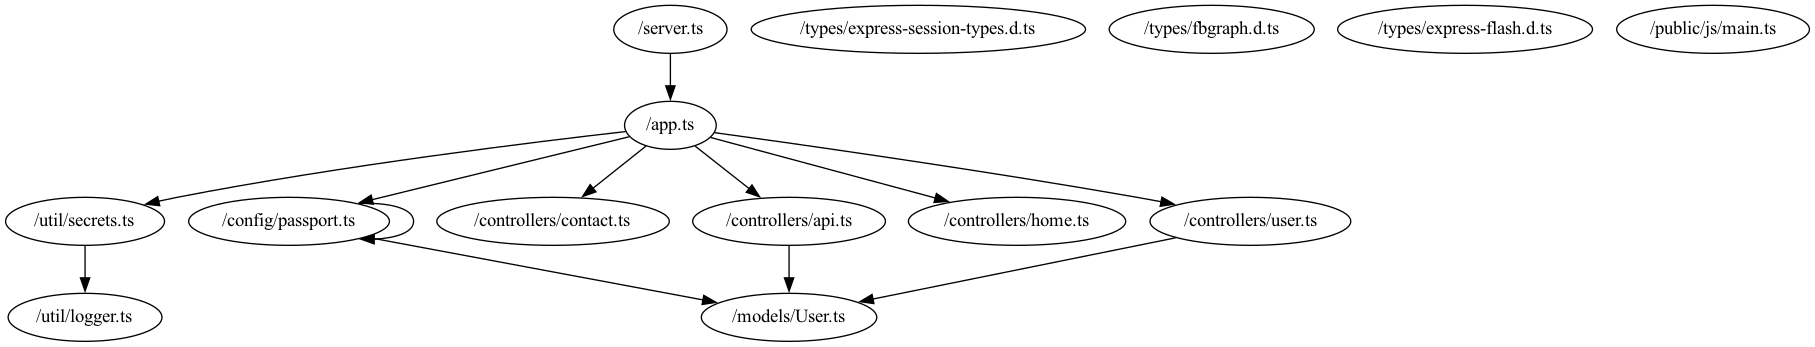 /server.ts
/types/express-session-types.d.ts
/types/fbgraph.d.ts
/types/express-flash.d.ts
/public/js/main.ts
/app.ts
/util/secrets.ts
/config/passport.ts
/controllers/contact.ts
/controllers/api.ts
/controllers/home.ts
/controllers/user.ts
/util/logger.ts
/models/User.ts